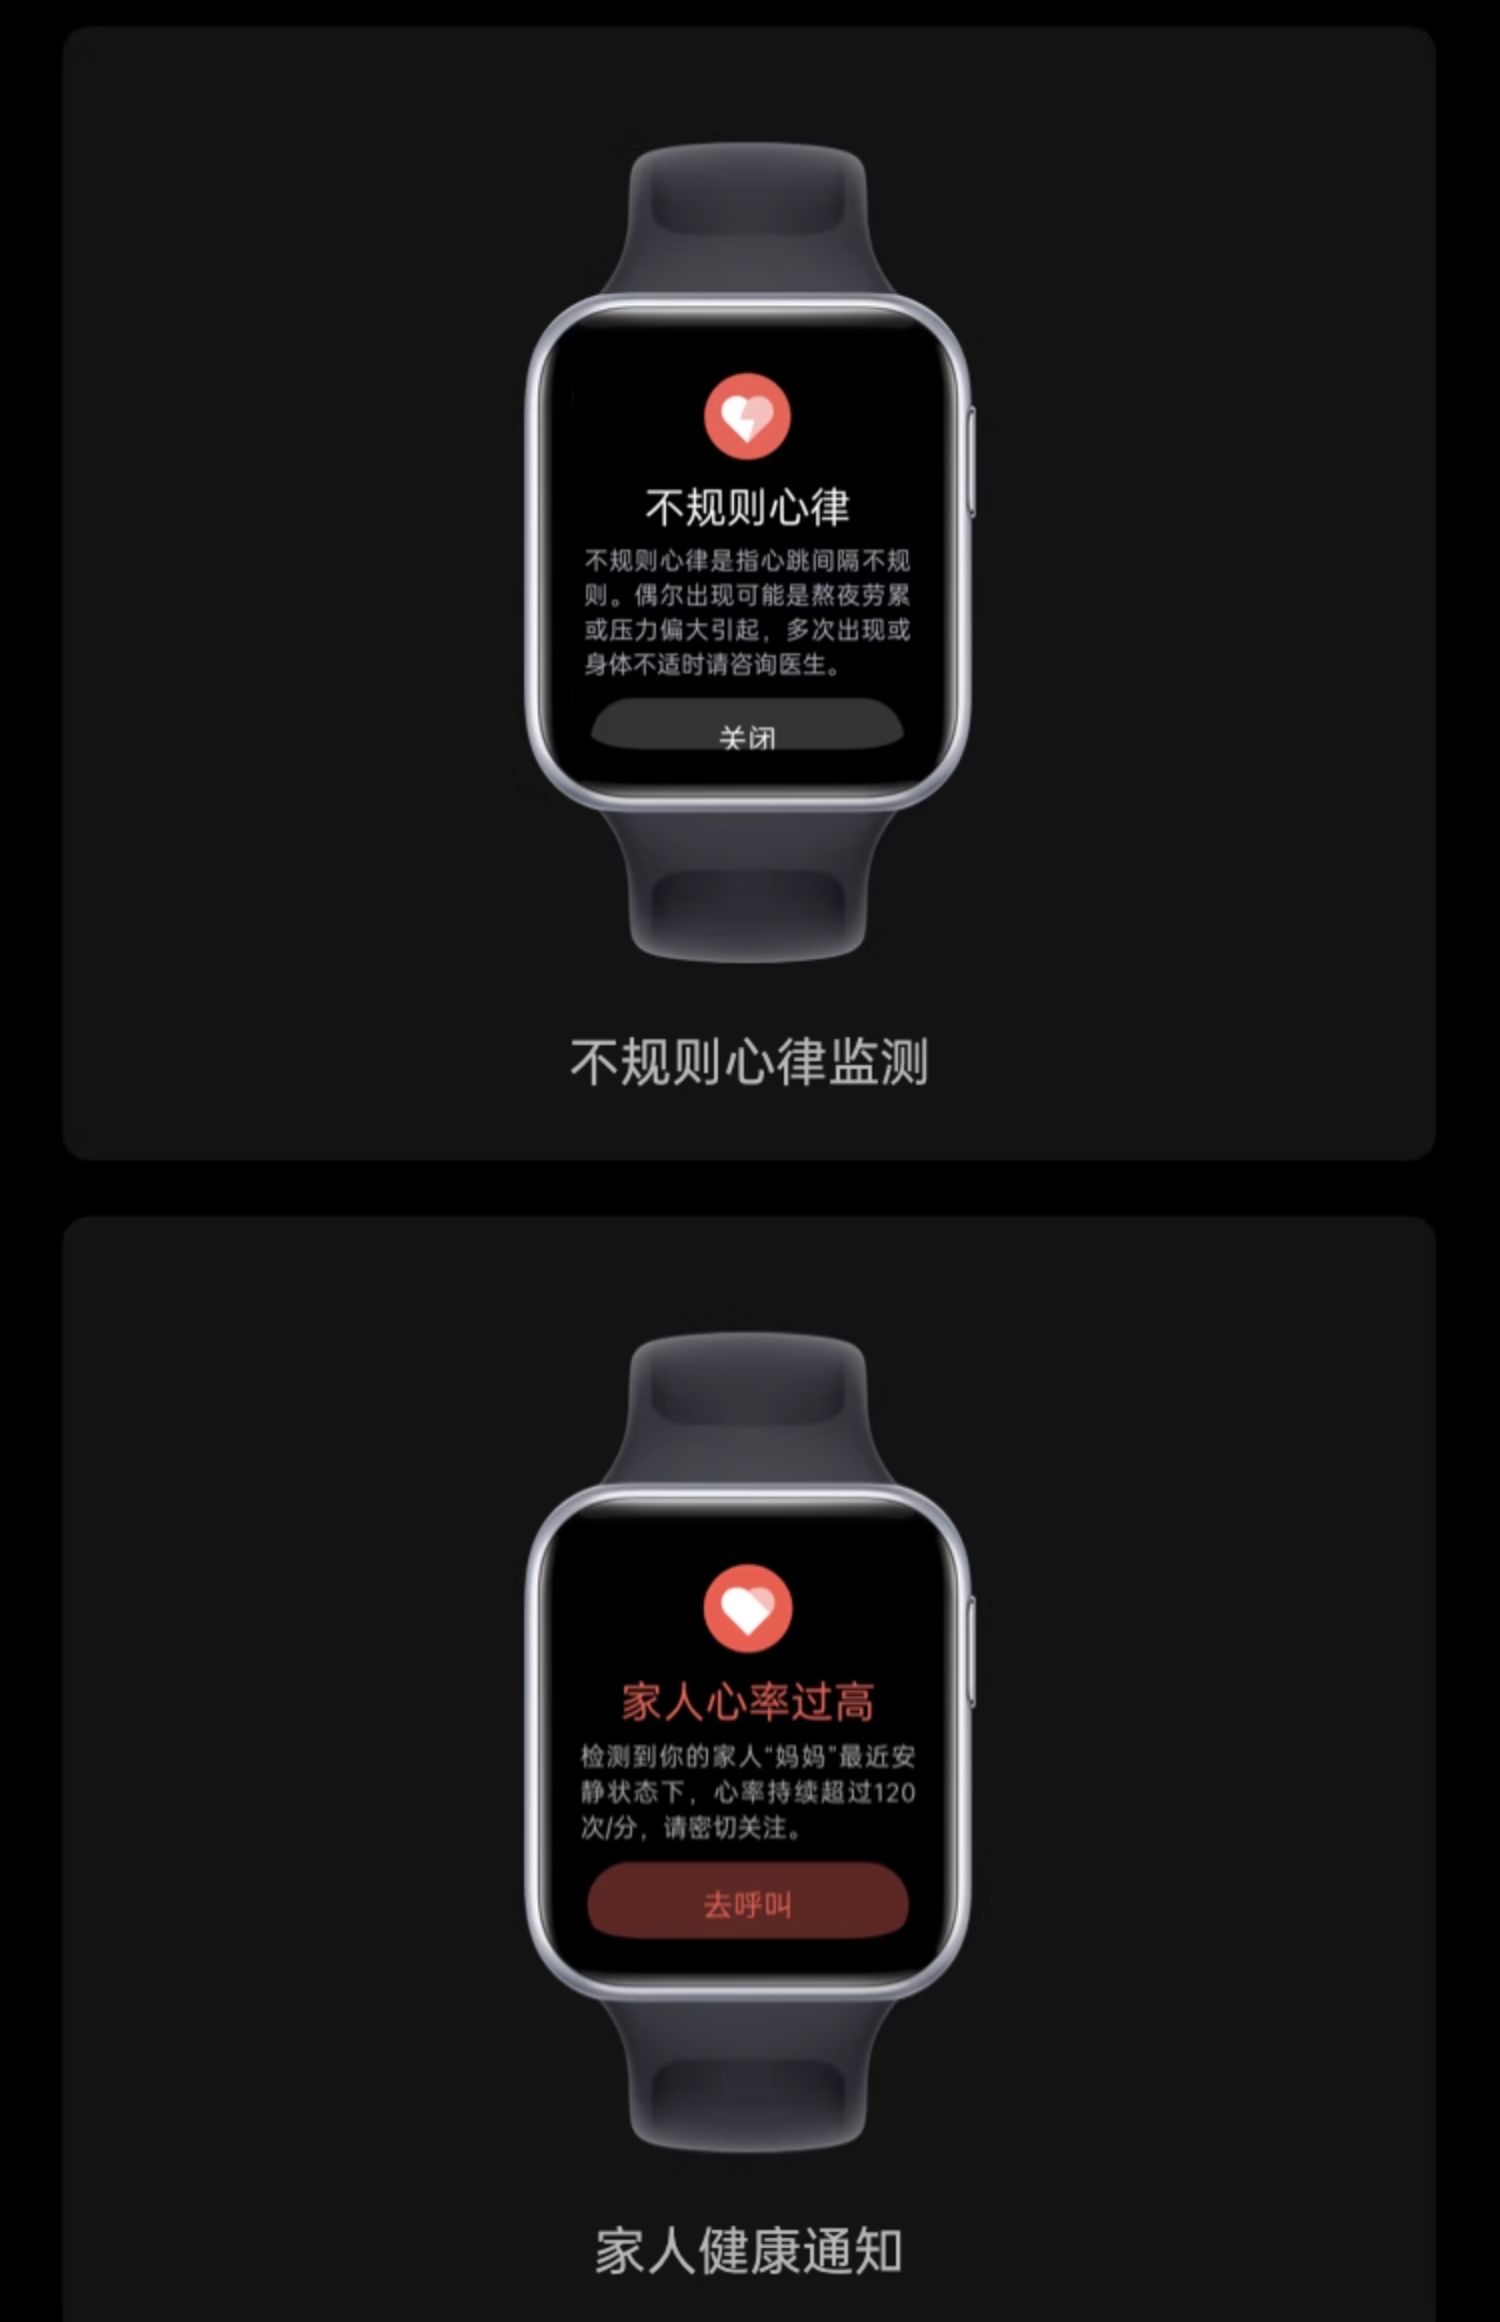 不规则心律
不规则心律是指心跳间隔不规
则。偶尔出现可能是熬夜劳累
或压力偏大引起，多次出现或
身体不适时请咨询医生。
关闭
不规则心律监测
家人心率过高
检测到你的家人“妈妈”最近安
静状态下，心率持续超过120
次/分，请密切关注。
去呼叫
家人健康通知